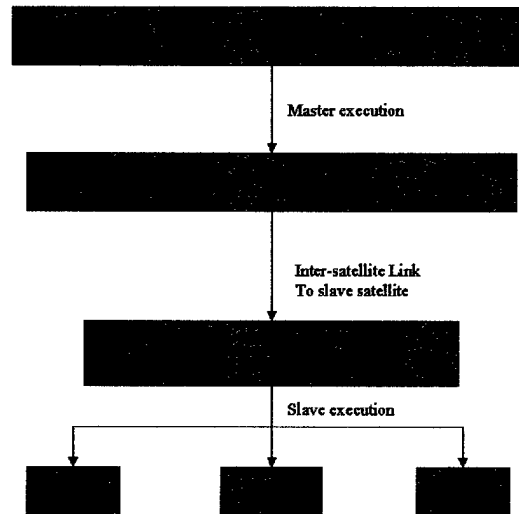 Master execution
Inter-satellite Link
To slave satellite
Slave execution